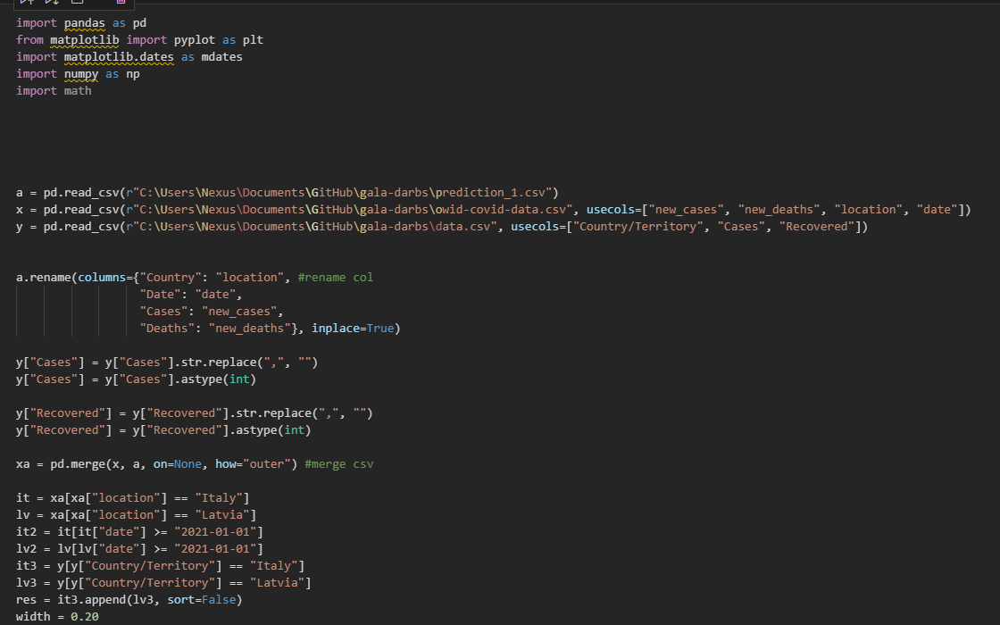 import pandas as pd
from matplotlib import pyplot as plt
import matplotlib.dates as mdates
import numpy as np
import math
a = pd.read_csv(r"C:\Users\Nexus\Documents\GitHub\gala-darbs\prediction_1.csv")
x = pd.read_csv(r"C:\Users\Nexus\Documents\GitHub\gala-darbs\owid-covid-data.csv", usecols=["new_cases", "new_deaths", "location", "date"])
y = pd.read_csv(r"C:\Users\Nexus\Documents\GitHub\gala-darbs\data.csv", usecols=["Country/Territory", "Cases", "Recovered"])
a.rename(columns={"Country": "location", #rename col
"Date": "date",
"Cases": "new_cases",
"Deaths": "new_deaths"}, inplace=True)
y["Cases"] = y["Cases"].str.replace(",", "")
y["Cases"] = y["Cases"].astype(int)
y["Recovered"] = y["Recovered"].str.replace(",", "")
y["Recovered"] = y["Recovered"].astype(int)
xa = pd.merge(x, a, on=None, how="outer") #merge csv
it = xa[xa["location"] == "Italy"]
lv = xa[xa["location"] == "Latvia"]
it2 = it[it["date"] >= "2021-01-01"]
lv2 = lv[lv["date"] >= "2021-01-01"]
it3 = y[y["Country/Territory"] == "Italy"]
lv3 = y[y["Country/Territory"] == "Latvia"]
res = it3.append(lv3, sort=False)
width = 0.20